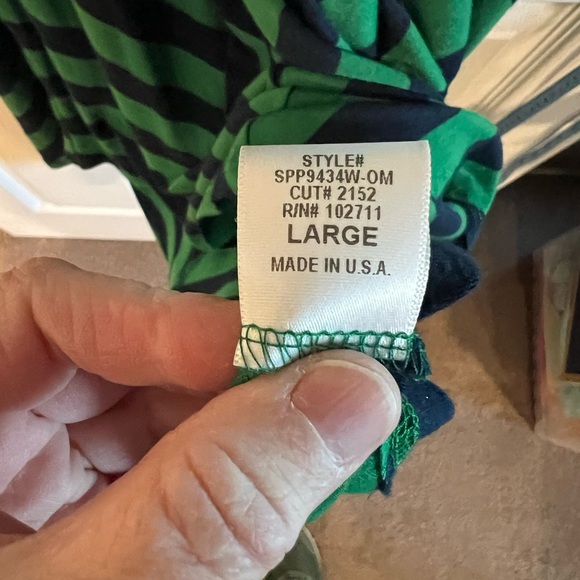 STYLE#
SPP9434W-OM
CUT# 2152
R/N# 102711
LARGE
MADE IN U.S.A.